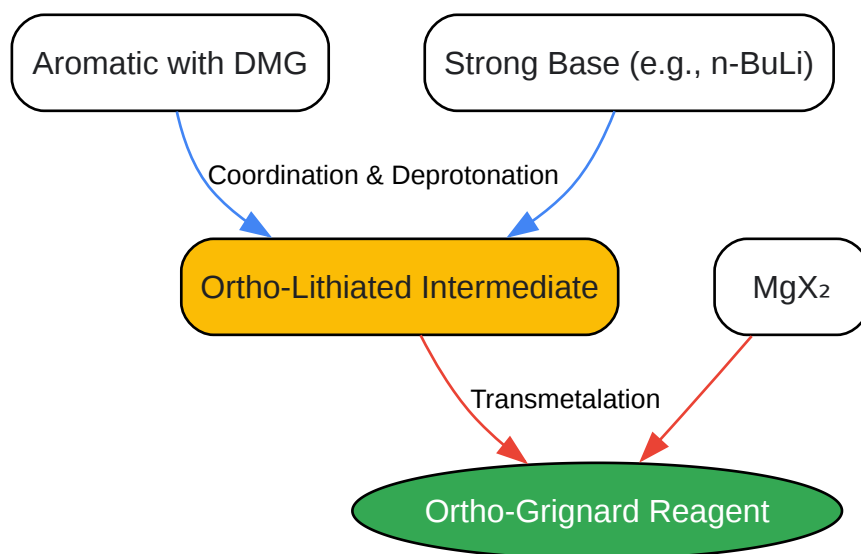 Aromatic with DMG
Strong Base (e.g., n-BuLi)
Coordination & Deprotonation
Ortho-Lithiated Intermediate
MgX₂
Transmetalation
Ortho-Grignard Reagent